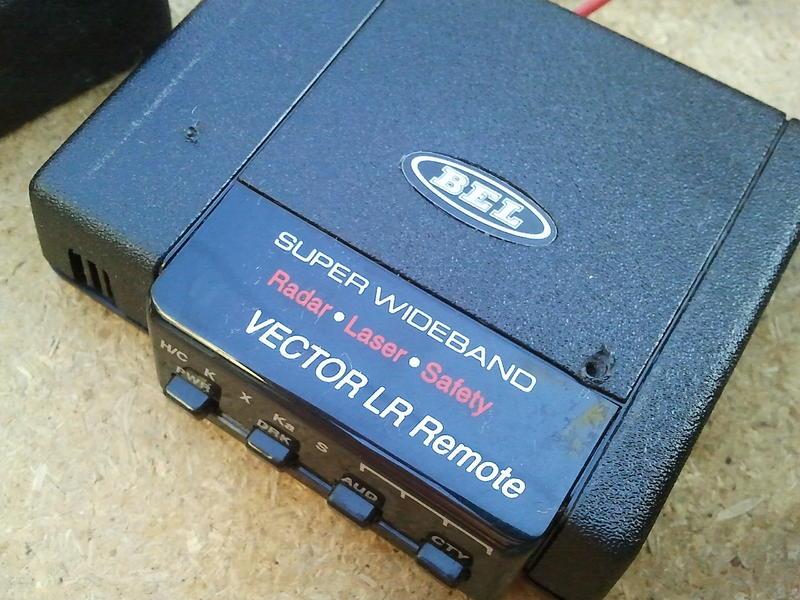 BEL
SUPER WIDEBAND
Radar • Laser • Safety
VECTOR LR Remote
H/C K X Ka S
PWR DRK AUD CTY